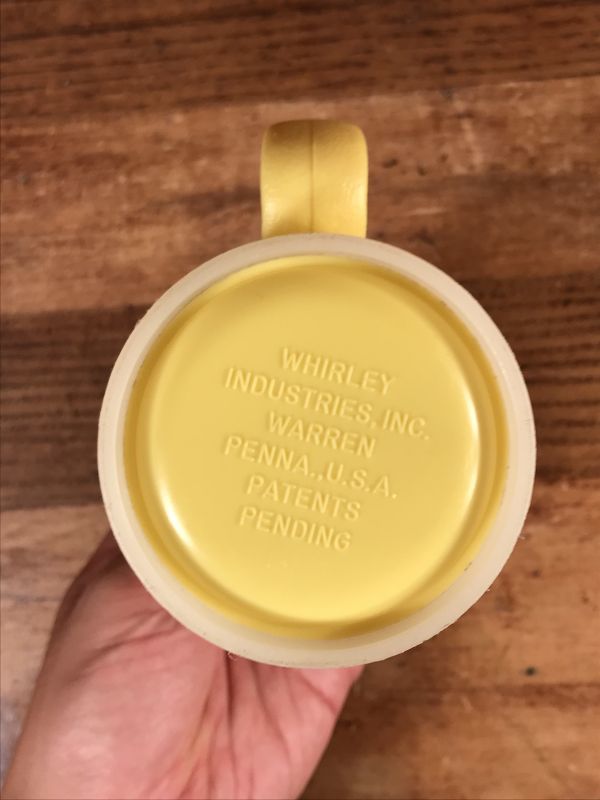 WHIRLEY
INDUSTRIES, INC.
WARREN
PENNA., U.S.A.
PATENTS
PENDING